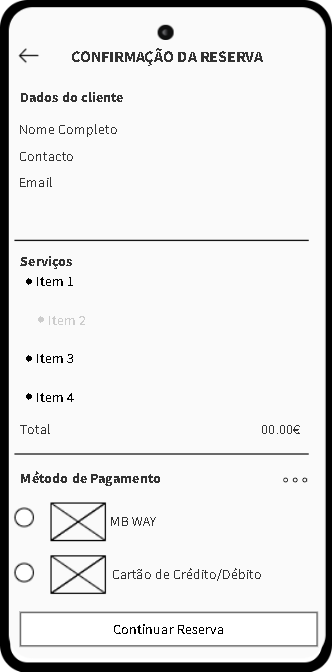 CONFIRMAÇÃO DA RESERVA
Dados do cliente
Nome Completo
Contacto
Email
Serviços
Item 1
Item 2
Item 3
Item 4
Total 00.00€
Método de Pagamento
MB WAY
Cartão de Crédito/Débito
Continuar Reserva